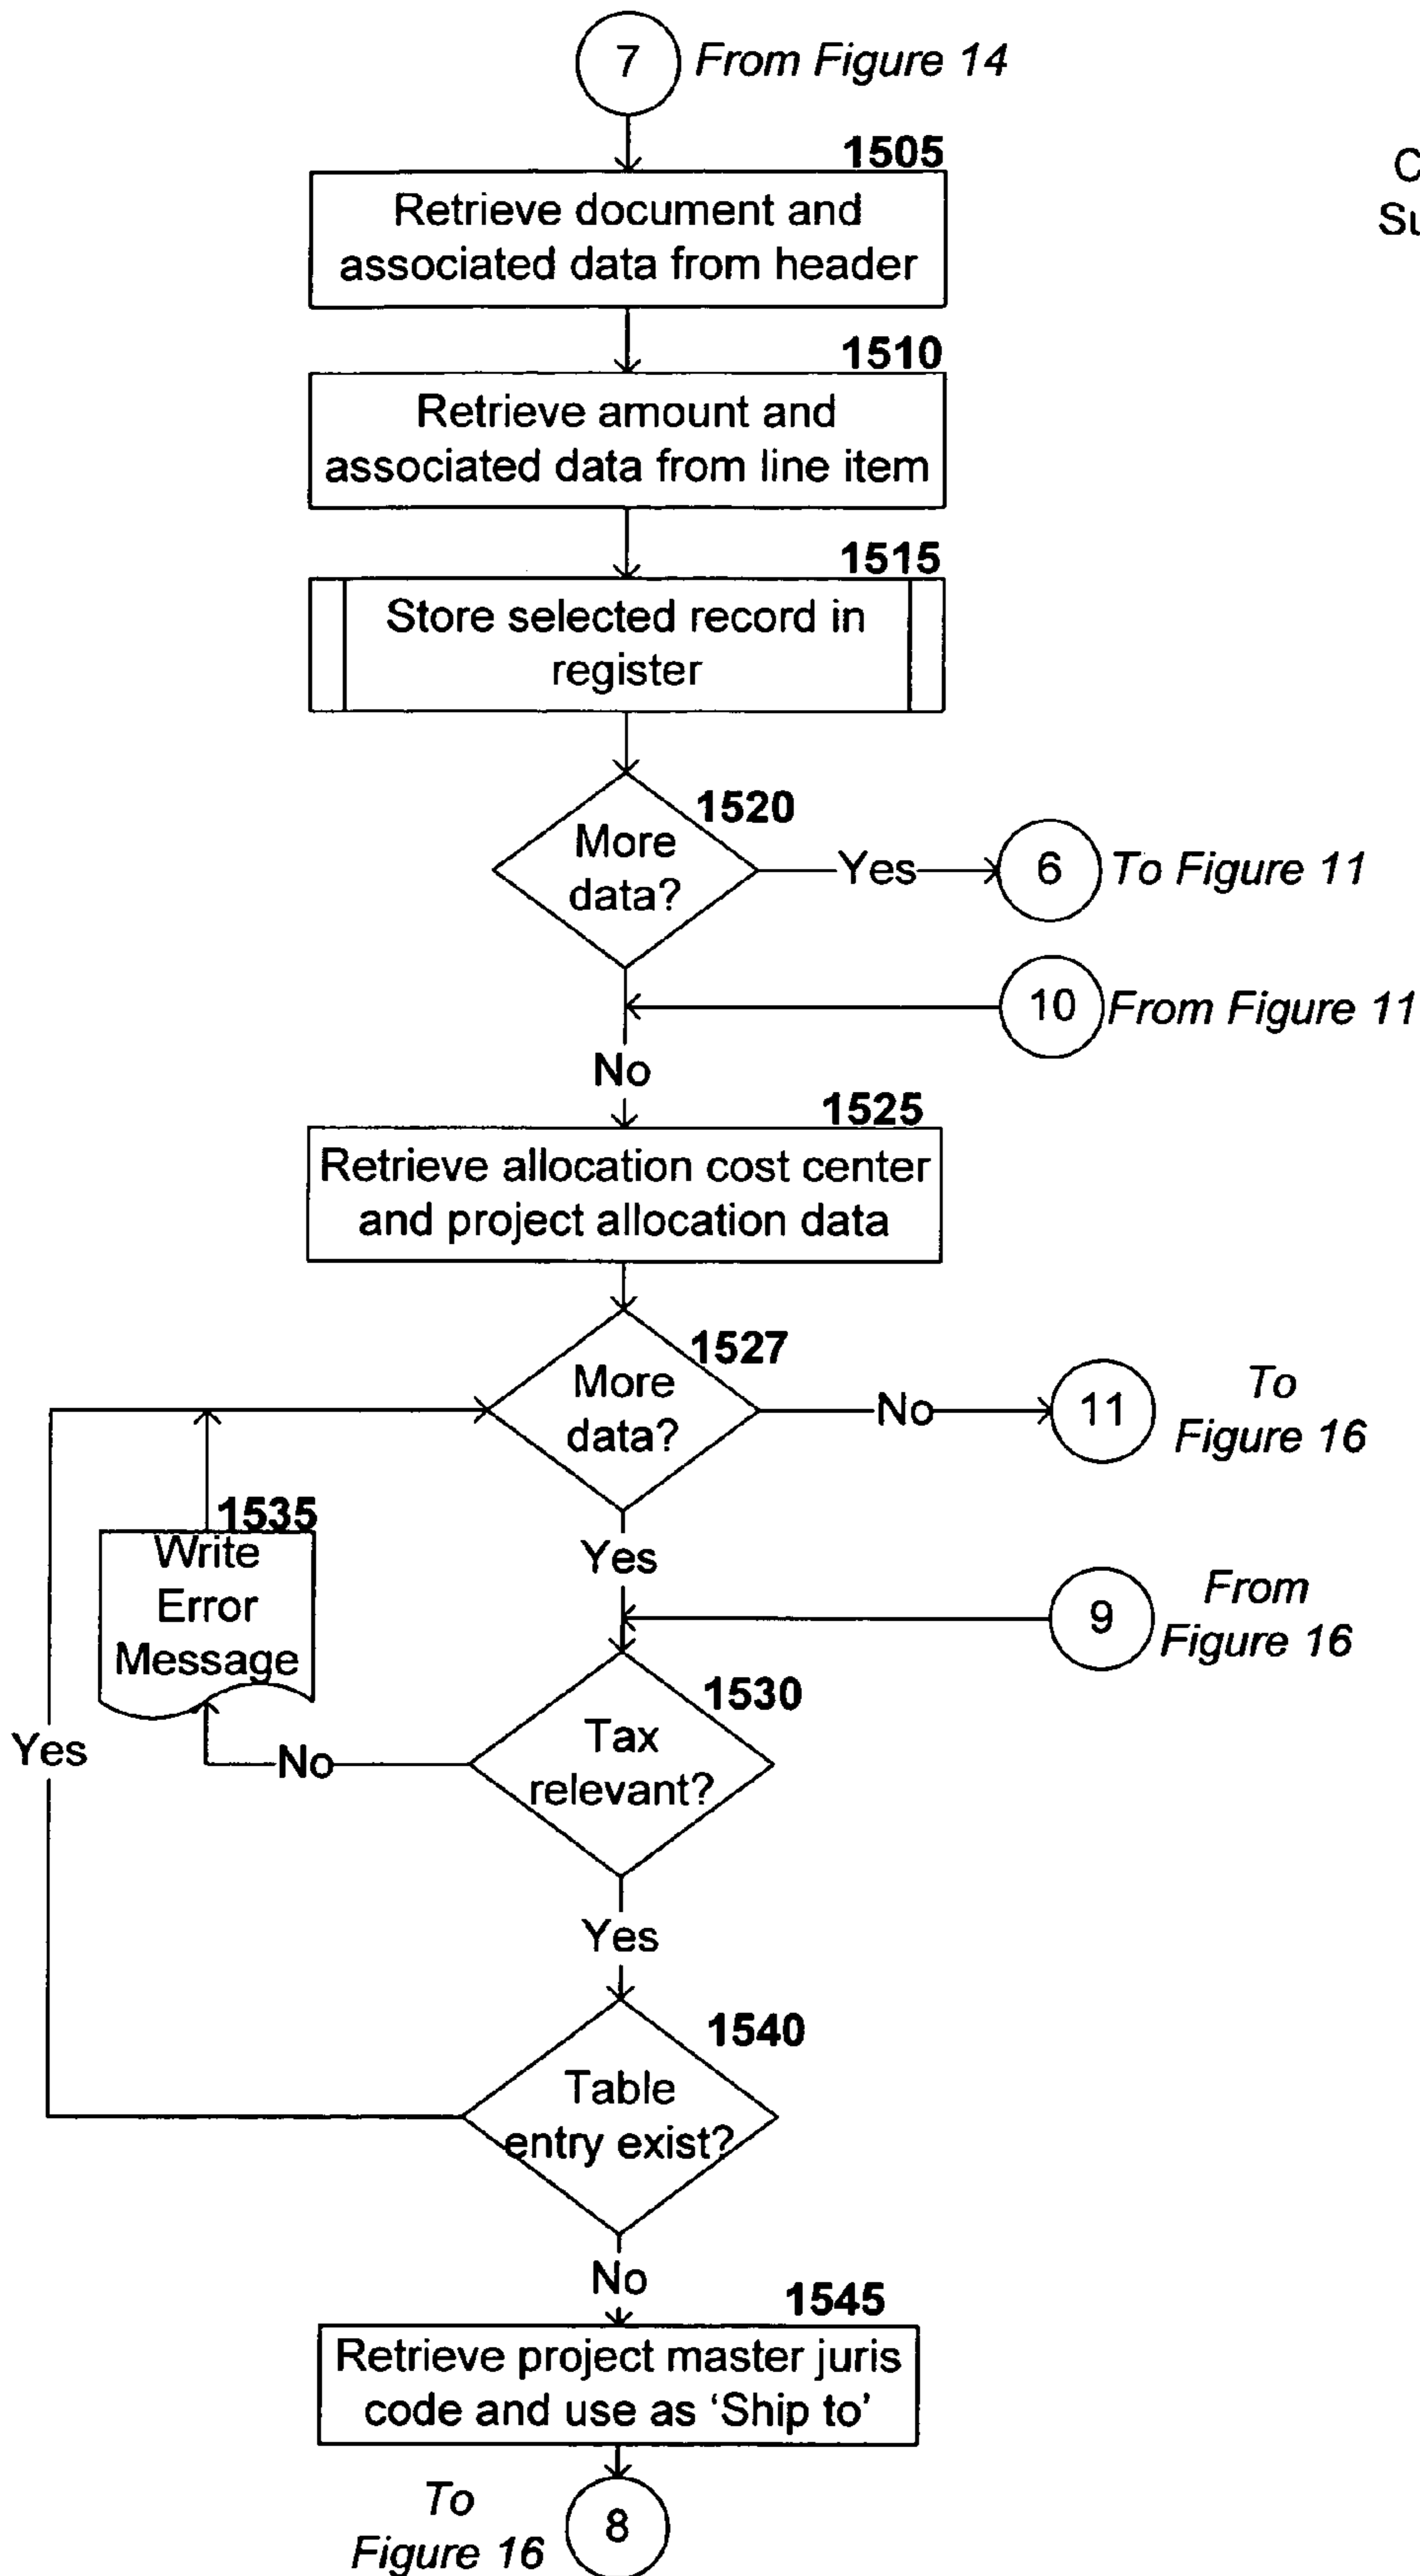 7 From Figure 14
1505
Retrieve document and
associated data from header
1510
Retrieve amount and
associated data from line item
1515
Store selected record in
register
1520
More
data?
Yes
6 To Figure 11
10 From Figure 11
No
1525
Retrieve allocation cost center
and project allocation data
1527
More
data?
No
11
To
Figure 16
Yes
9
From
Figure 16
1535
Write
Error
Message
1530
Tax
relevant?
No
Yes
Yes
1540
Table
entry exist?
No
1545
Retrieve project master juris
code and use as ‘Ship to’
To
Figure 16
8
C
Su